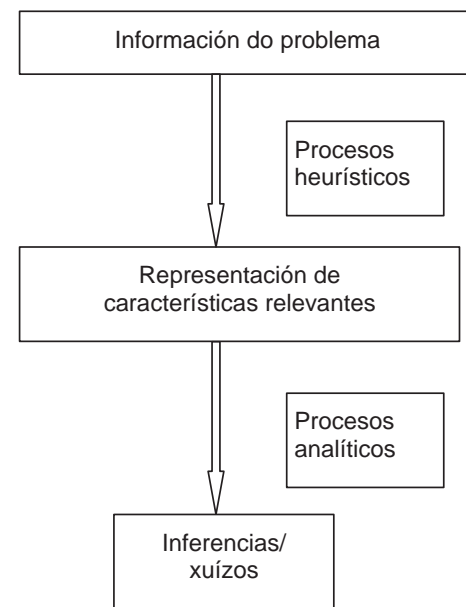 Información do problema
Procesos
heurísticos
Representación de
características relevantes
Procesos
analíticos
Inferencias/
xuízos